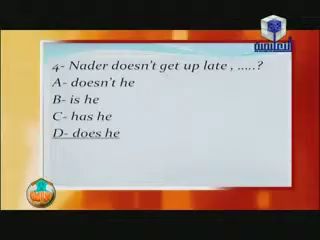 4- Nader doesn't get up late , .....?
A- doesn't he
B- is he
C- has he
D- does he